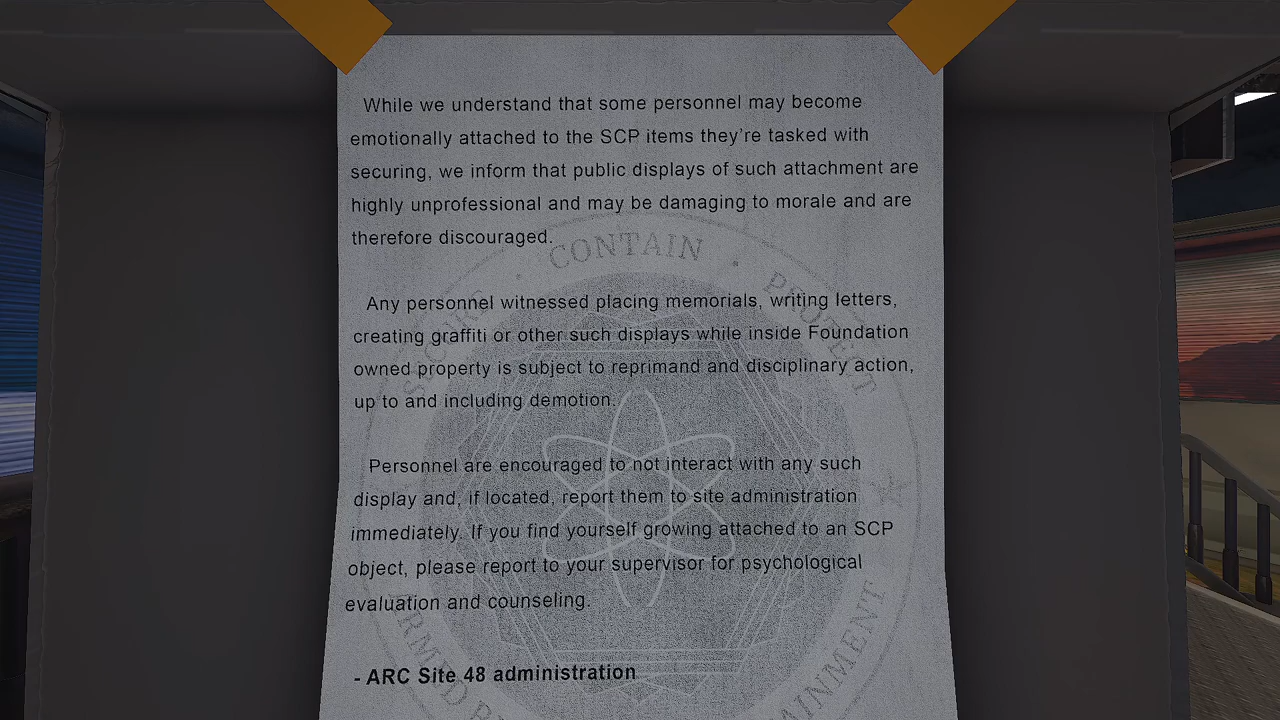 While we understand that some personnel may become
emotionally attached to the SCP items they're tasked with
securing, we inform that public displays of such attachment are
highly unprofessional and may be damaging to morale and are
therefore discouraged.
Any personnel witnessed placing memorials, writing letters,
creating graffiti or other such displays while inside Foundation
owned property is subject to reprimand and disciplinary action,
up to and including demotion.
Personnel are encouraged to not interact with any such
display and, if located, report them to site administration
immediately. If you find yourself growing attached to an SCP
object, please report to your supervisor for psychological
evaluation and counseling.
- ARC Site 48 administration
CONTAIN
PROTECT